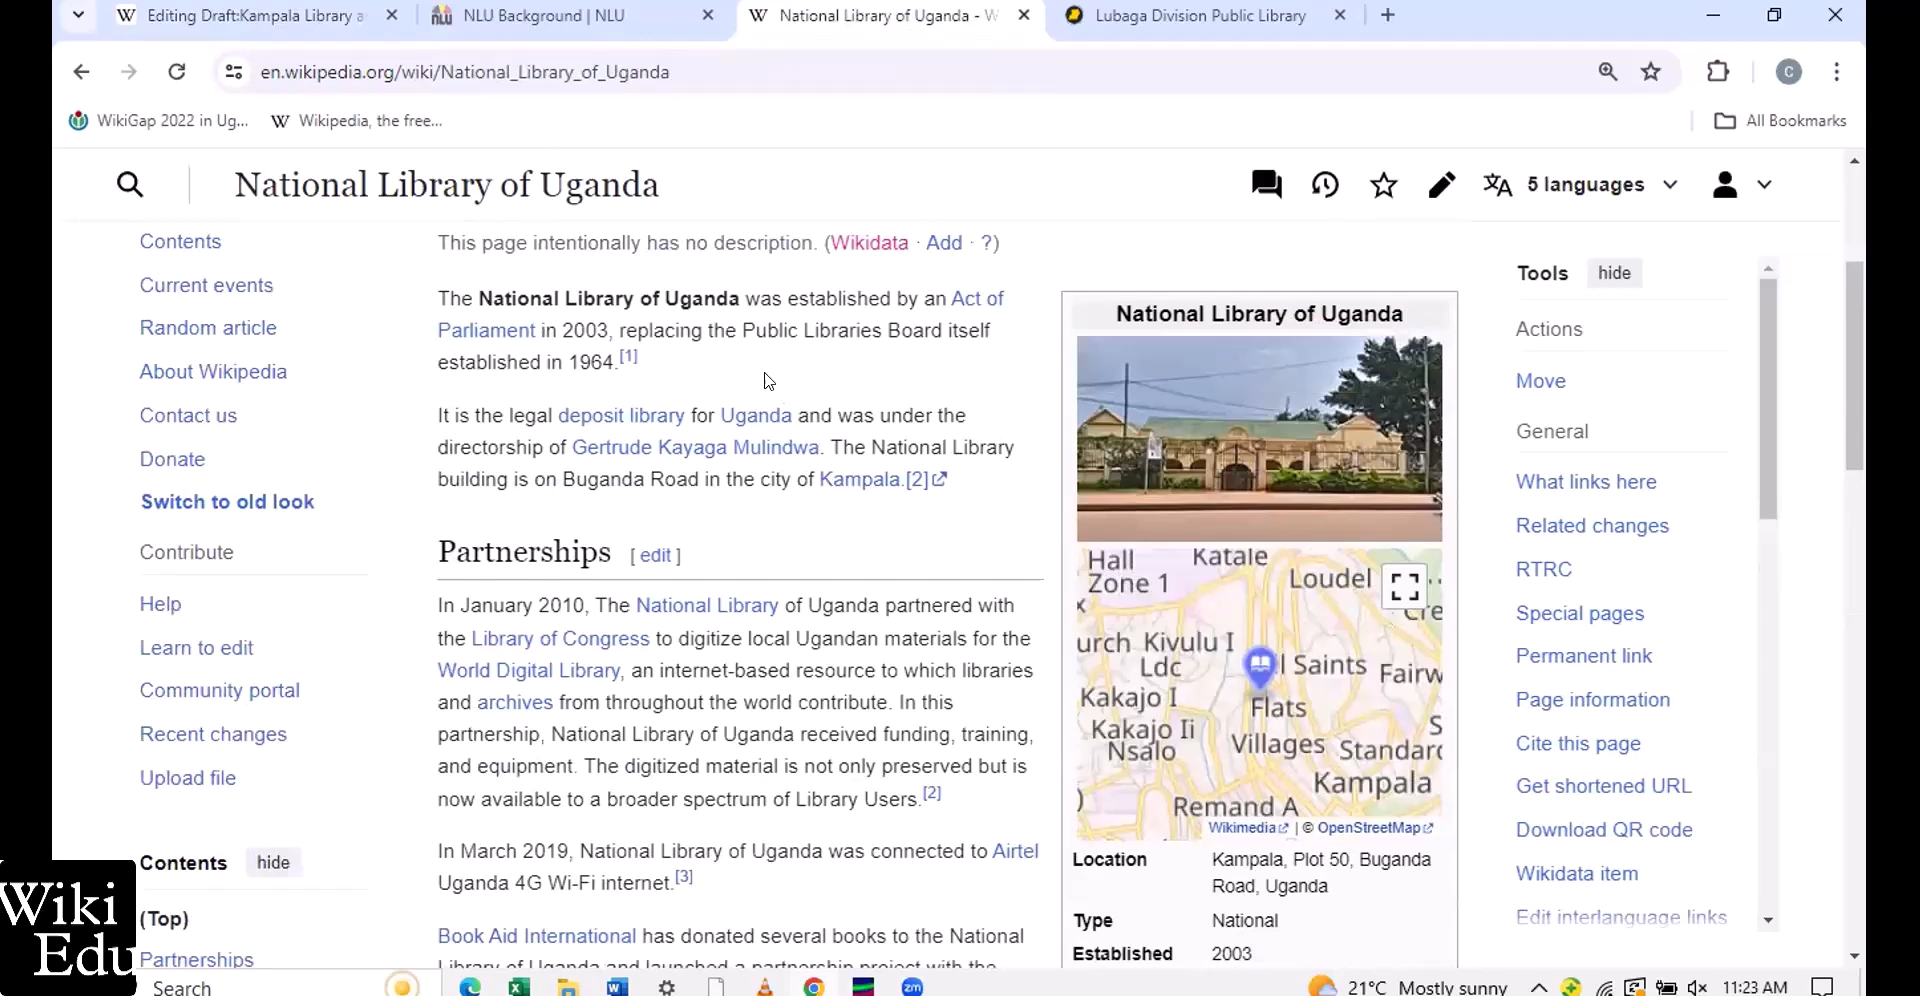 Editing Draft:Kampala Library a
NLU Background | NLU
National Library of Uganda - W
Lubaga Division Public Library
en.wikipedia.org/wiki/National_Library_of_Uganda
C
WikiGap 2022 in Ug...
Wikipedia, the free...
All Bookmarks
National Library of Uganda
5 languages
Contents
Current events
Random article
About Wikipedia
Contact us
Donate
Switch to old look
Contribute
Help
Learn to edit
Community portal
Recent changes
Upload file
Contents hide
(Top)
Partnerships
This page intentionally has no description. (Wikidata · Add · ?)
The National Library of Uganda was established by an Act of
Parliament in 2003, replacing the Public Libraries Board itself
established in 1964.[1]
It is the legal deposit library for Uganda and was under the
directorship of Gertrude Kayaga Mulindwa. The National Library
building is on Buganda Road in the city of Kampala.[2]
Partnerships [ edit ]
In January 2010, The National Library of Uganda partnered with
the Library of Congress to digitize local Ugandan materials for the
World Digital Library, an internet-based resource to which libraries
and archives from throughout the world contribute. In this
partnership, National Library of Uganda received funding, training,
and equipment. The digitized material is not only preserved but is
now available to a broader spectrum of Library Users.[2]
In March 2019, National Library of Uganda was connected to Airtel
Uganda 4G Wi-Fi internet.[3]
Book Aid International has donated several books to the National
Library of Uganda and launched a partnership project with the
National Library of Uganda
Hall
Zone 1
Katale
Loudel
Cre
x
urch
Kivulu I
Ldc
l Saints
Fairw
Kakajo I
Flats
Kakajo Ii
Nsalo
Villages
S
Standard
Kampala
)
Remand A
Wikimedia | © OpenStreetMap
Location Kampala, Plot 50, Buganda
Road, Uganda
Type National
Established 2003
Tools hide
Actions
Move
General
What links here
Related changes
RTRC
Special pages
Permanent link
Page information
Cite this page
Get shortened URL
Download QR code
Wikidata item
Edit interlanguage links
Wiki
Edu
Search
zm
21°C Mostly sunny
11:23 AM